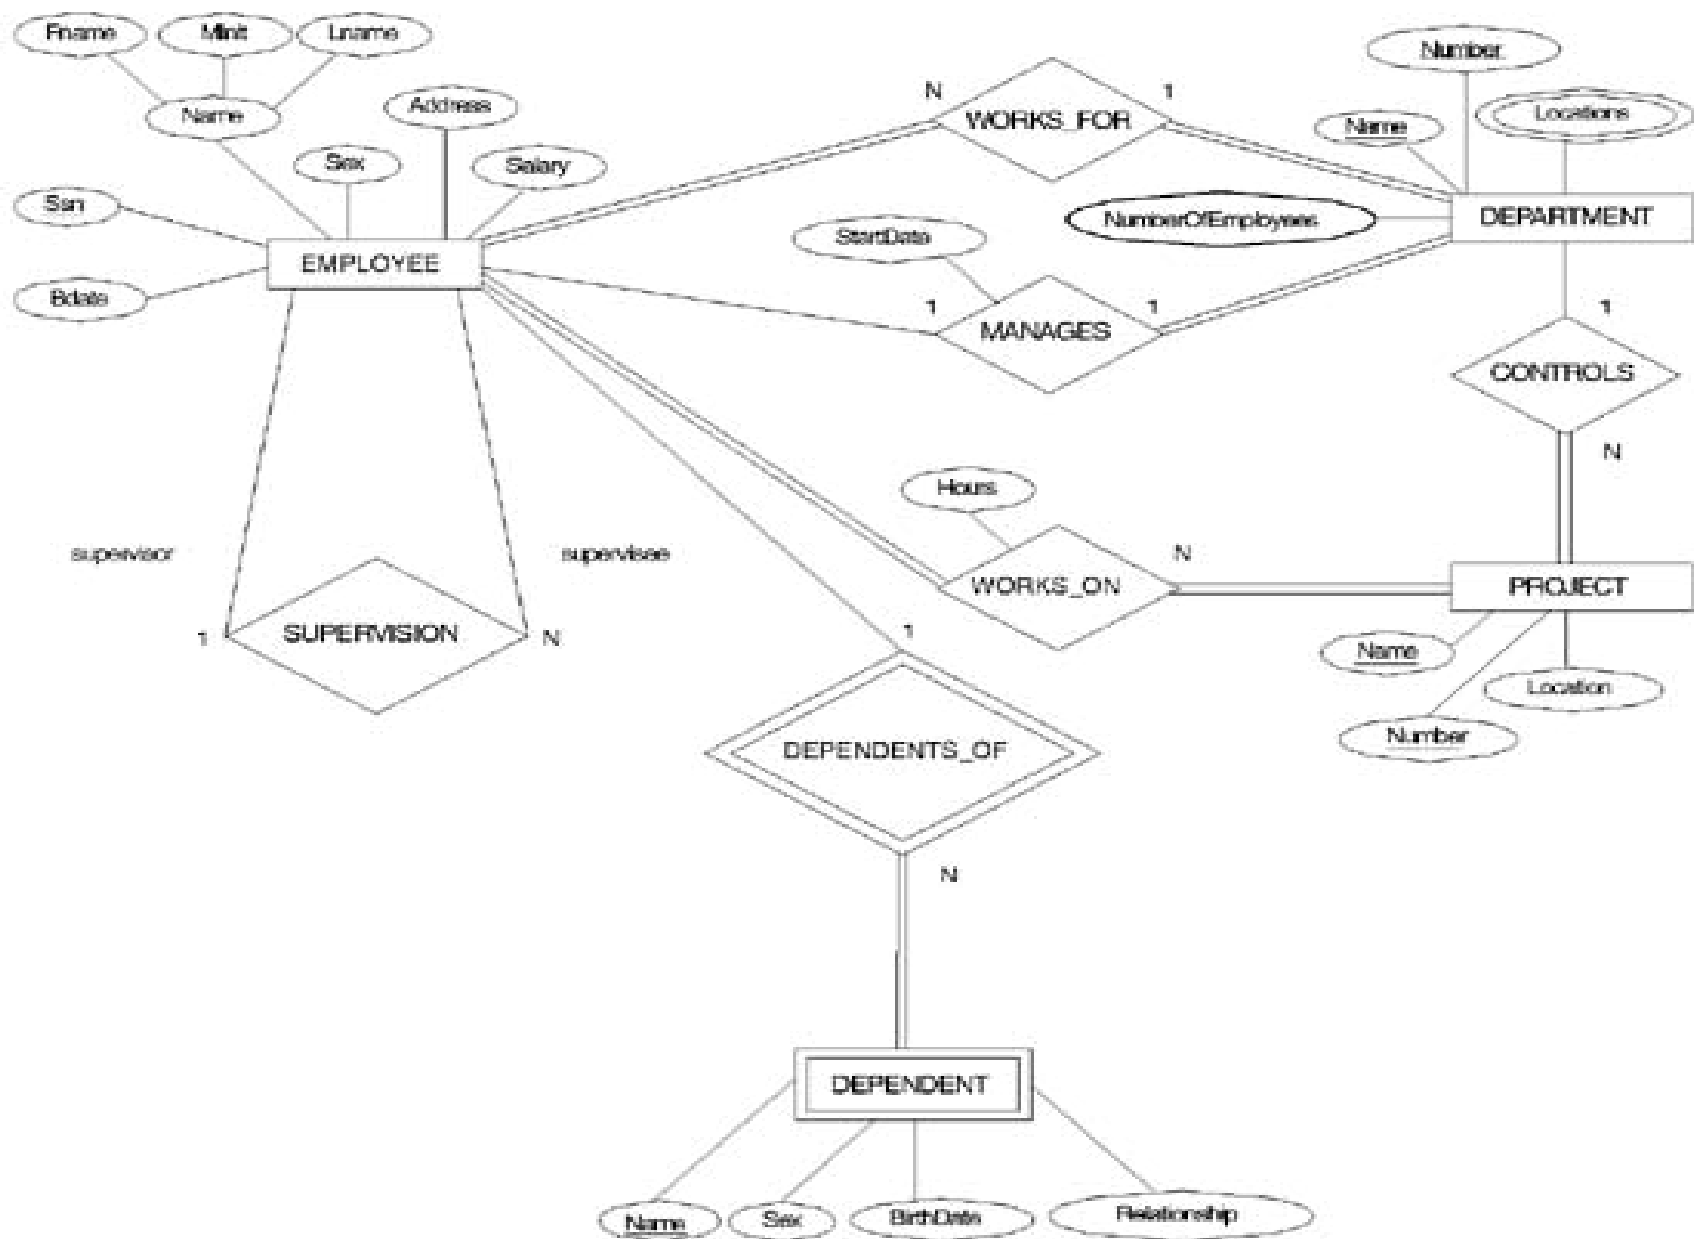 Fname
Minit
Lname
Number
Name
Address
N
1
WORKS_FOR
Locations
Name
Sex
Salary
Ssn
NumberOfEmployees
DEPARTMENT
StartDate
EMPLOYEE
Bdate
1
1
MANAGES
1
CONTROLS
N
Hours
supervisor
supervisee
N
WORKS_ON
PROJECT
1
SUPERVISION
N
1
Name
Location
Number
DEPENDENTS_OF
N
DEPENDENT
Name
Sex
BirthDate
Relationship